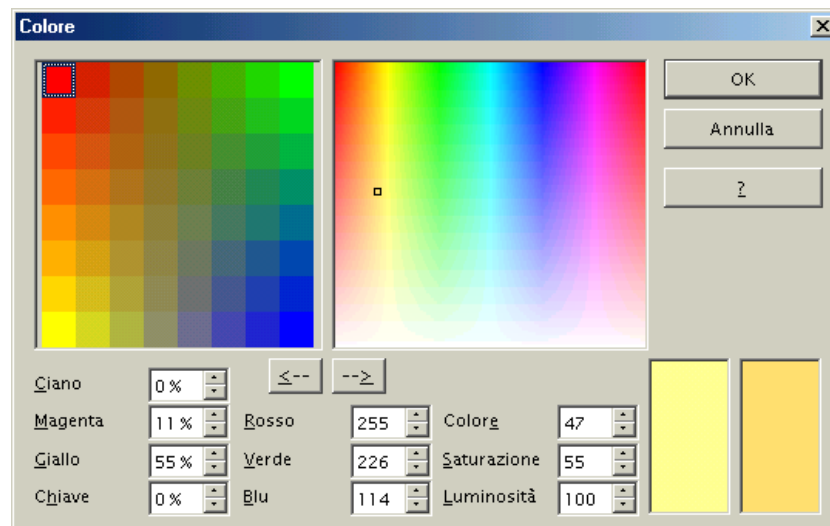 Colore
OK
Annulla
?
<-- -->
Ciano 0 %
Magenta 11 % Rosso 255 Colore 47
Giallo 55 % Verde 226 Saturazione 55
Chiave 0 % Blu 114 Luminosità 100